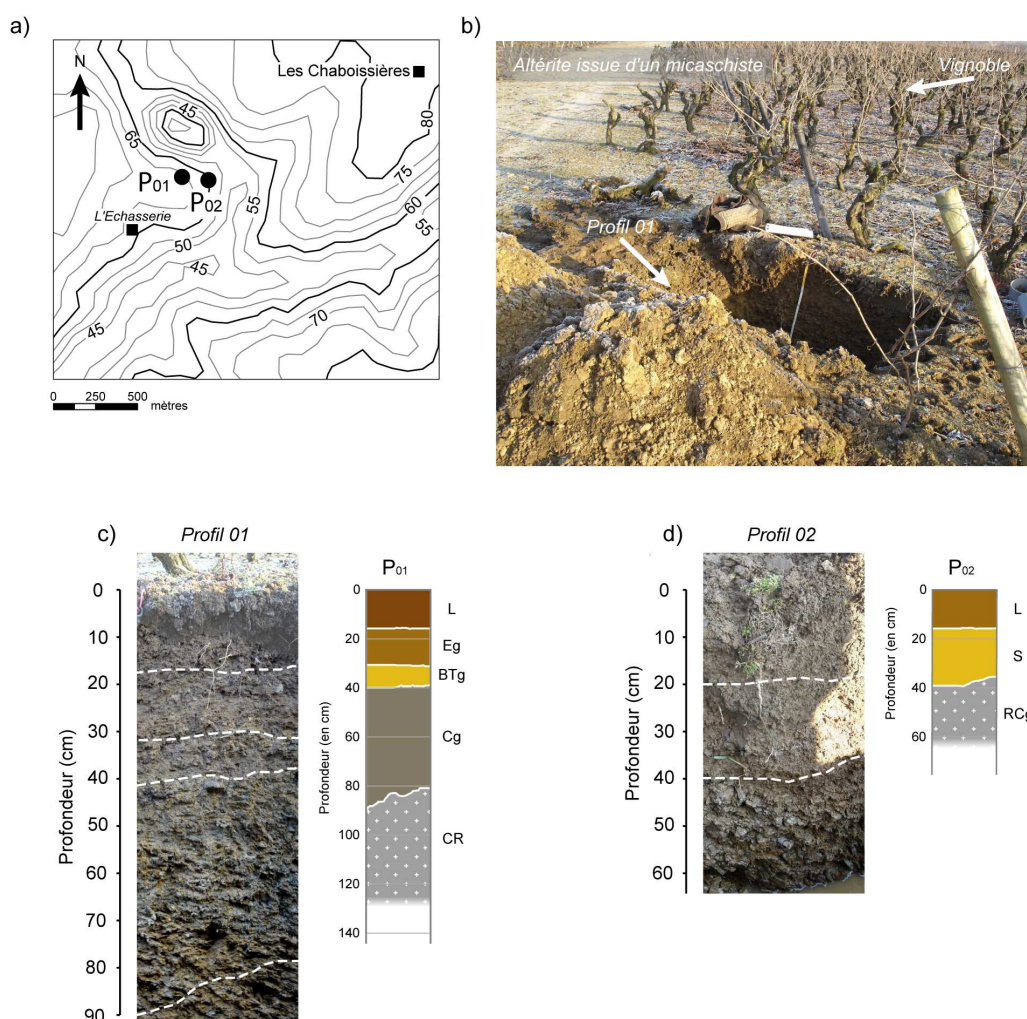 a)
N
Les Chaboissières
45
80
65
P01
P02
75
55
60
55
L'Echasserie
50
45
45
70
0 250 500 mètres
b)
Altérite issue d'un micaschiste
Vignoble
Profil 01
c)
Profil 01
Profondeur (cm)
0
10
20
30
40
50
60
70
80
90
P01
Profondeur (en cm)
0
20
40
60
80
100
120
140
L
Eg
BTg
Cg
CR
d)
Profil 02
Profondeur (cm)
0
10
20
30
40
50
60
P02
Profondeur (en cm)
0
20
40
60
L
S
RCg